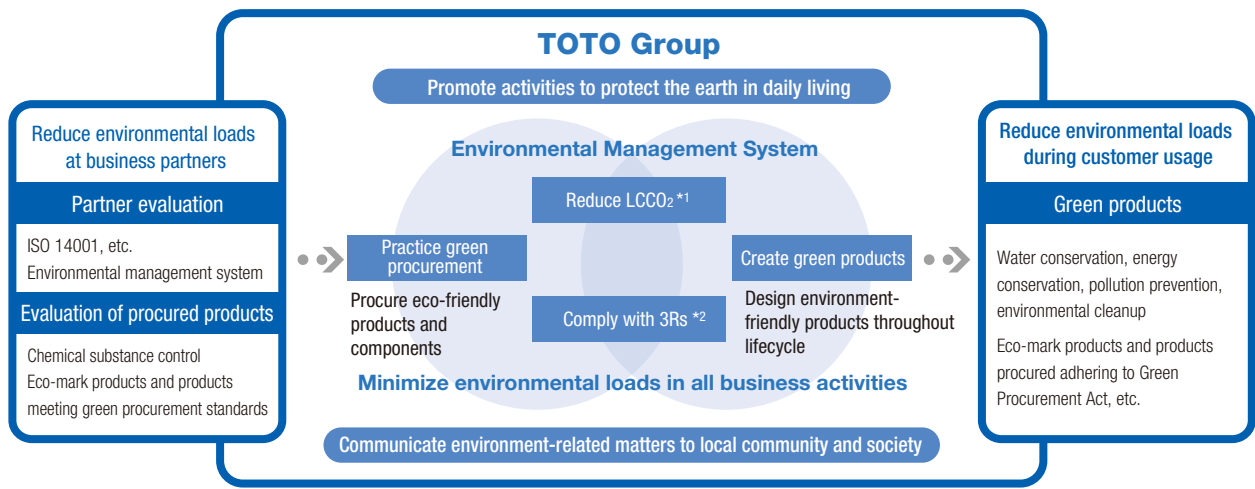 TOTO Group
Promote activities to protect the earth in daily living
Reduce environmental loads
at business partners
Partner evaluation
ISO 14001, etc.
Environmental management system
Evaluation of procured products
Chemical substance control
Eco-mark products and products
meeting green procurement standards
Environmental Management System
Reduce LCCO₂ *1
Practice green
procurement
Procure eco-friendly
products and
components
Comply with 3Rs *2
Create green products
Design environment-
friendly products throughout
lifecycle
Minimize environmental loads in all business activities
Communicate environment-related matters to local community and society
Reduce environmental loads
during customer usage
Green products
Water conservation, energy
conservation, pollution prevention,
environmental cleanup
Eco-mark products and products
procured adhering to Green
Procurement Act, etc.